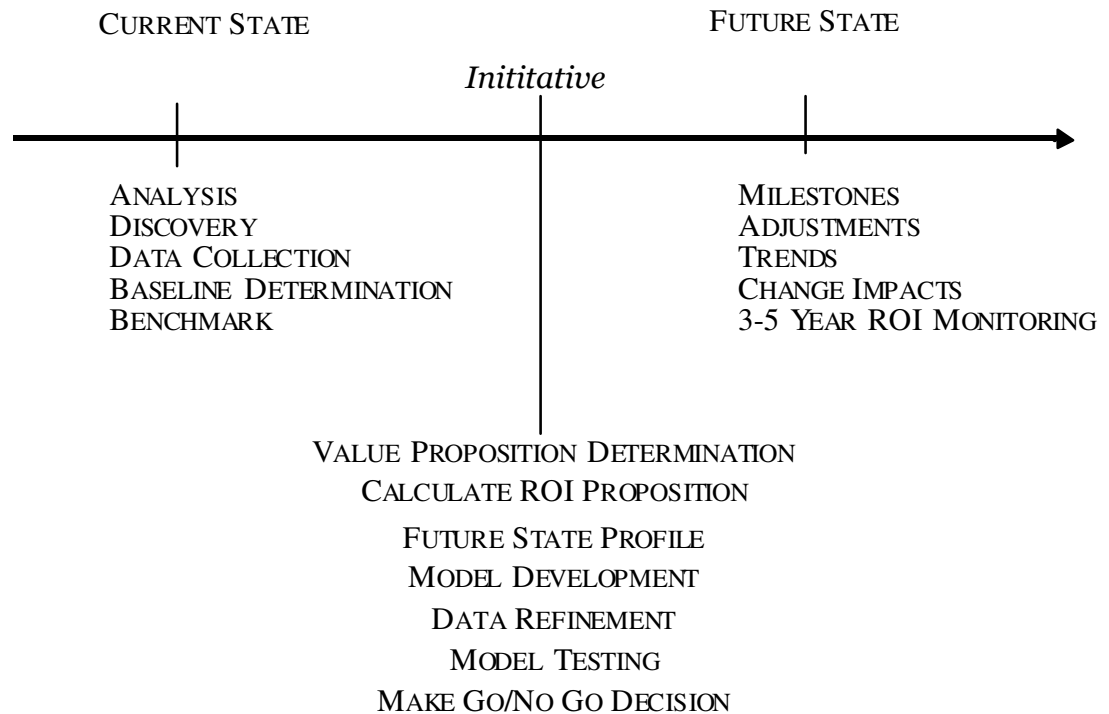 CURRENT STATE
FUTURE STATE
Inititative
ANALYSIS
DISCOVERY
DATA COLLECTION
BASELINE DETERMINATION
BENCHMARK
MILESTONES
ADJUSTMENTS
TRENDS
CHANGE IMPACTS
3-5 YEAR ROI MONITORING
VALUE PROPOSITION DETERMINATION
CALCULATE ROI PROPOSITION
FUTURE STATE PROFILE
MODEL DEVELOPMENT
DATA REFINEMENT
MODEL TESTING
MAKE GO/NO GO DECISION